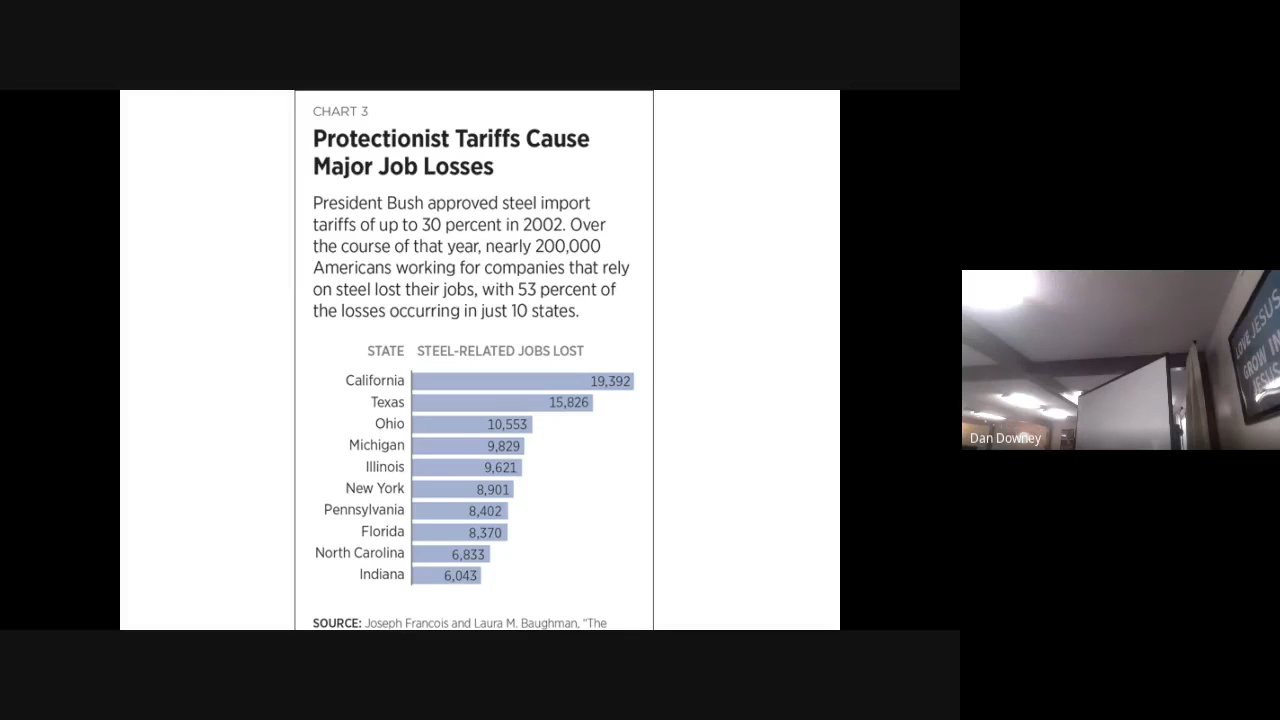 CHART 3
Protectionist Tariffs Cause
Major Job Losses
President Bush approved steel import
tariffs of up to 30 percent in 2002. Over
the course of that year, nearly 200,000
Americans working for companies that rely
on steel lost their jobs, with 53 percent of
the losses occurring in just 10 states.
STATE STEEL-RELATED JOBS LOST
California 19,392
Texas 15,826
Ohio 10,553
Michigan 9,829
Illinois 9,621
New York 8,901
Pennsylvania 8,402
Florida 8,370
North Carolina 6,833
Indiana 6,043
SOURCE: Joseph Francois and Laura M. Baughman, “The
LOVE JESUS
GROW IN
JESUS
Dan Downey